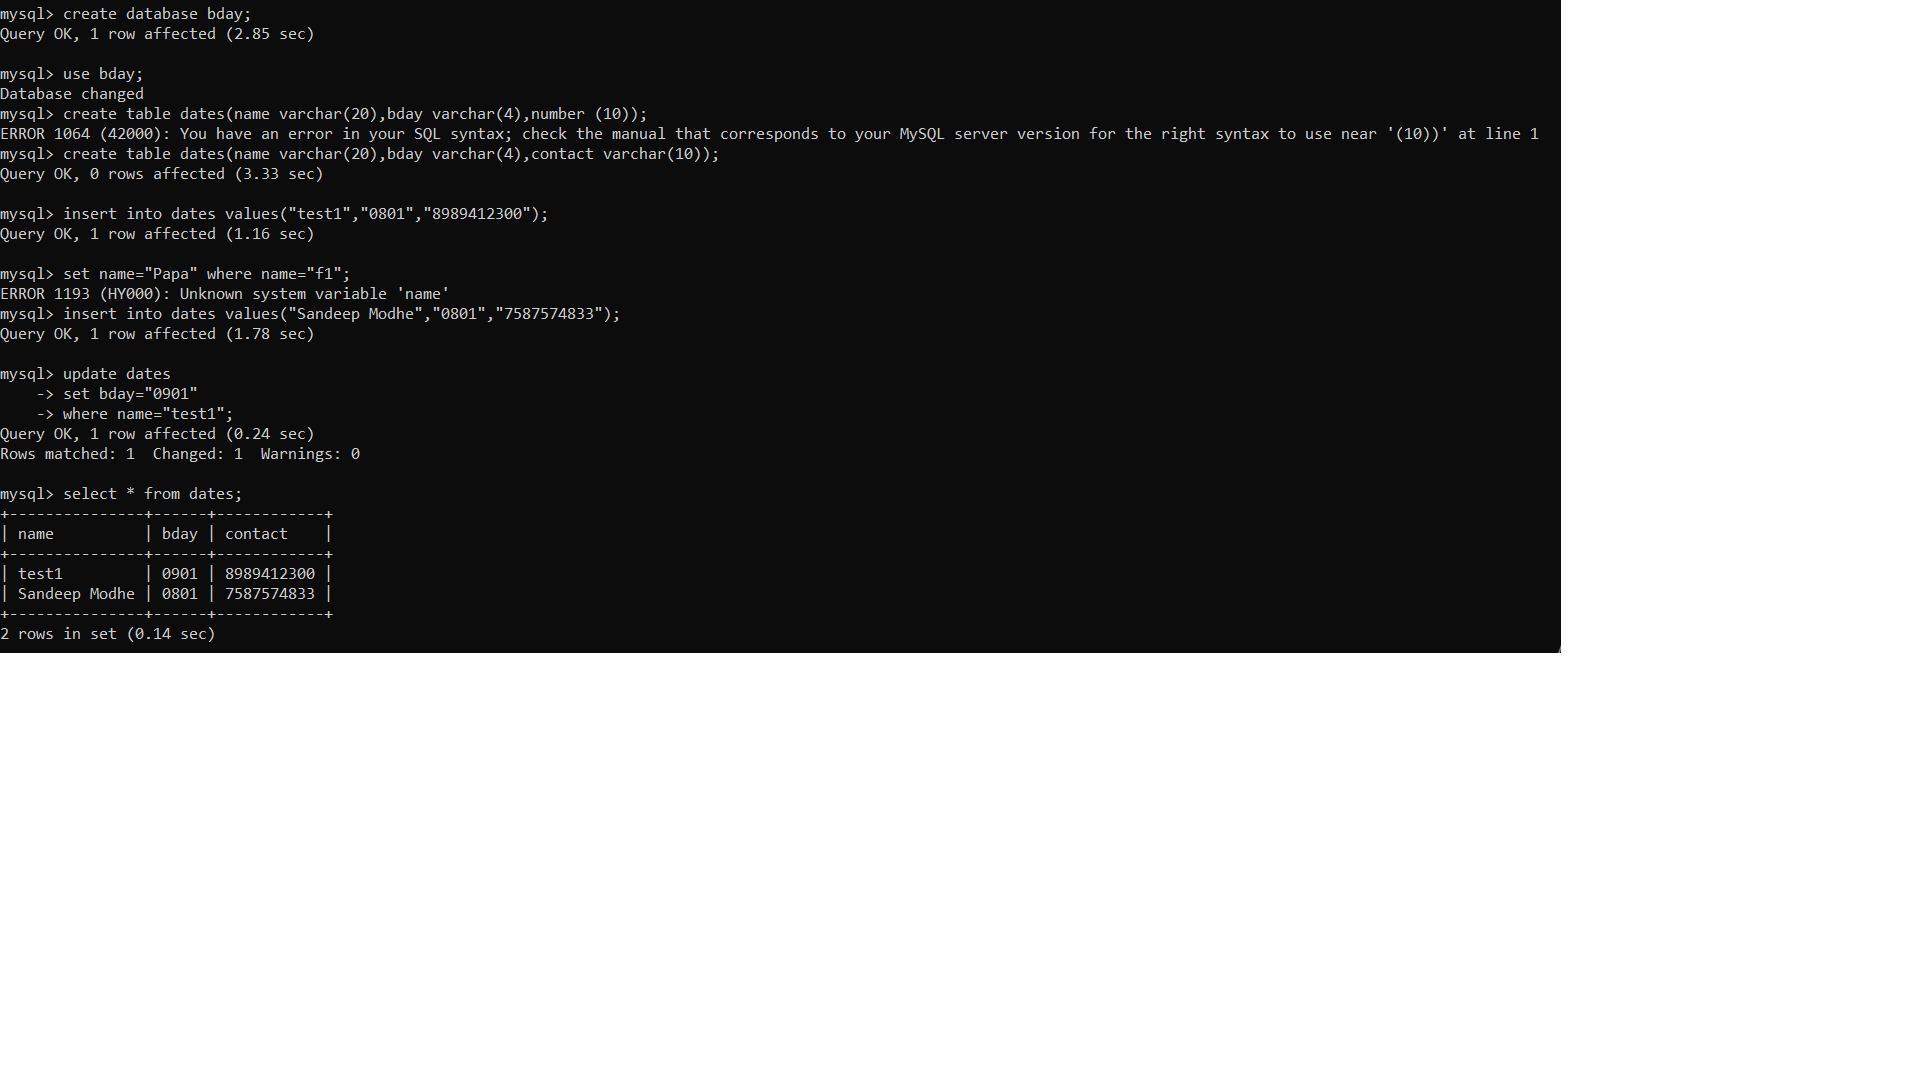 mysql> create database bday;
Query OK, 1 row affected (2.85 sec)
mysql> use bday;
Database changed
mysql> create table dates(name varchar(20),bday varchar(4),number (10));
ERROR 1064 (42000): You have an error in your SQL syntax; check the manual that corresponds to your MySQL server version for the right syntax to use near '(10))' at line 1
mysql> create table dates(name varchar(20),bday varchar(4),contact varchar(10));
Query OK, 0 rows affected (3.33 sec)
mysql> insert into dates values("test1","0801","8989412300");
Query OK, 1 row affected (1.16 sec)
mysql> set name="Papa" where name="f1";
ERROR 1193 (HY000): Unknown system variable 'name'
mysql> insert into dates values("Sandeep Modhe","0801","7587574833");
Query OK, 1 row affected (1.78 sec)
mysql> update dates
    -> set bday="0901"
    -> where name="test1";
Query OK, 1 row affected (0.24 sec)
Rows matched: 1  Changed: 1  Warnings: 0
mysql> select * from dates;
+---------------+------+------------+
| name          | bday | contact    |
+---------------+------+------------+
| test1         | 0901 | 8989412300 |
| Sandeep Modhe | 0801 | 7587574833 |
+---------------+------+------------+
2 rows in set (0.14 sec)